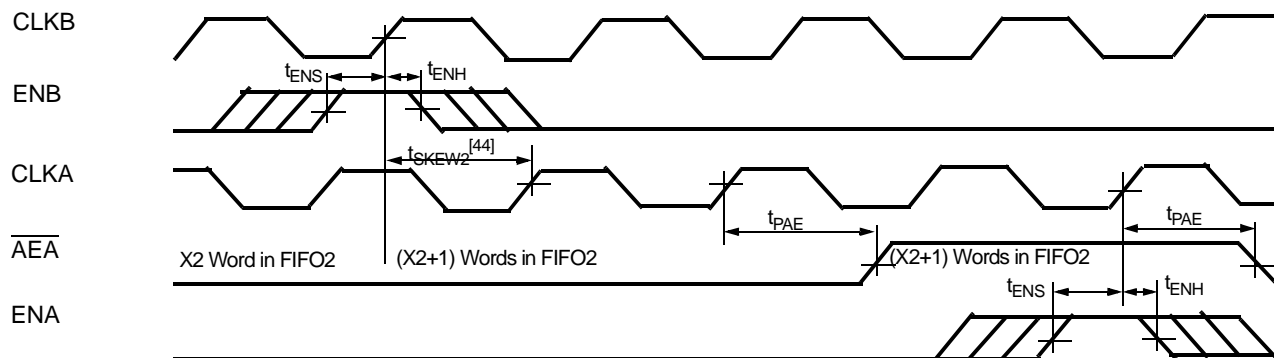 CLKB
tENS
tENH
ENB
tSKEW2[44]
CLKA
tPAE
tPAE
AEA
X2 Word in FIFO2
(X2+1) Words in FIFO2
(X2+1) Words in FIFO2
tENS
tENH
ENA